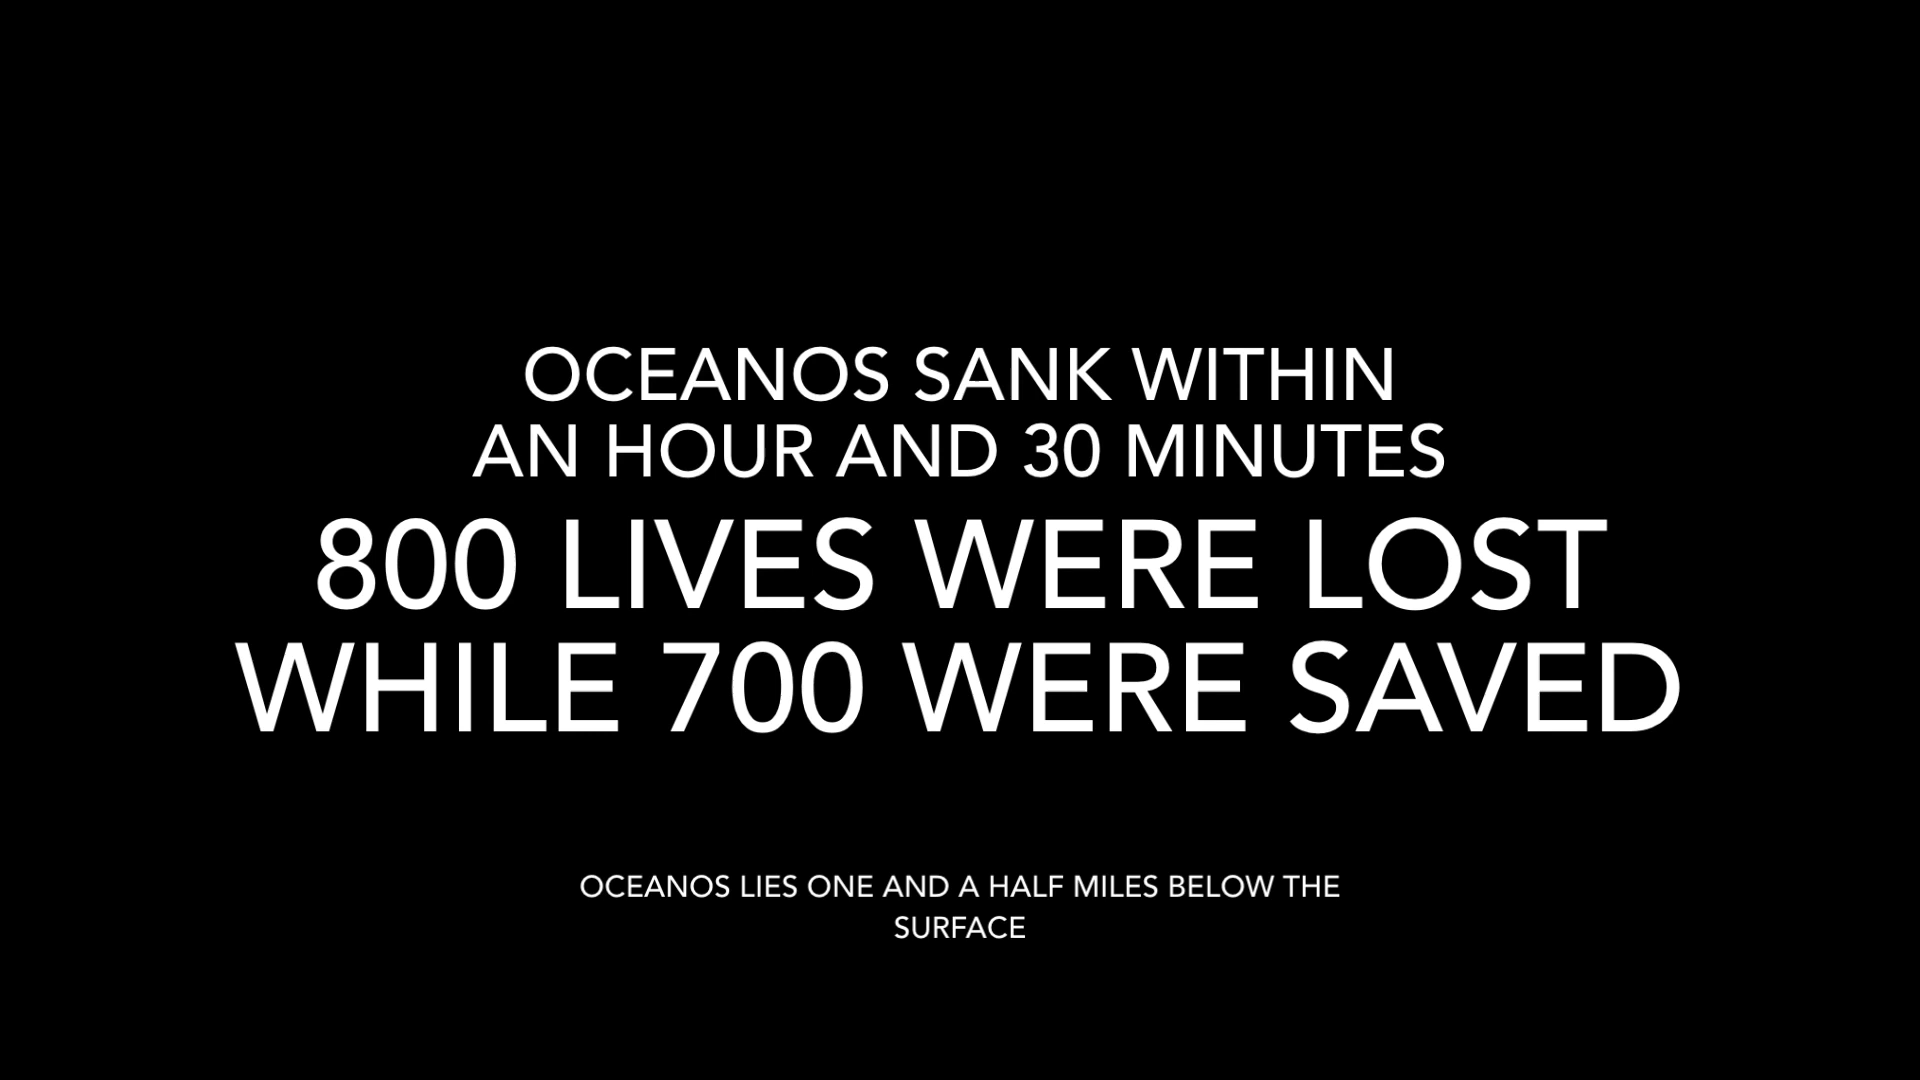 OCEANOS SANK WITHIN
AN HOUR AND 30 MINUTES
800 LIVES WERE LOST
WHILE 700 WERE SAVED
OCEANOS LIES ONE AND A HALF MILES BELOW THE
SURFACE